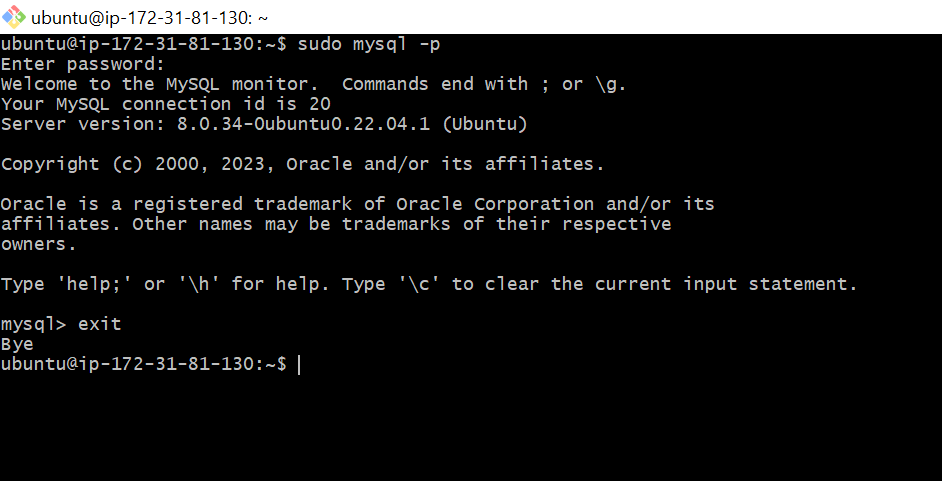 ubuntu@ip-172-31-81-130: ~
ubuntu@ip-172-31-81-130:~$ sudo mysql -p
Enter password:
Welcome to the MySQL monitor.  Commands end with ; or \g.
Your MySQL connection id is 20
Server version: 8.0.34-0ubuntu0.22.04.1 (Ubuntu)
Copyright (c) 2000, 2023, Oracle and/or its affiliates.
Oracle is a registered trademark of Oracle Corporation and/or its
affiliates. Other names may be trademarks of their respective
owners.
Type 'help;' or '\h' for help. Type '\c' to clear the current input statement.
mysql> exit
Bye
ubuntu@ip-172-31-81-130:~$